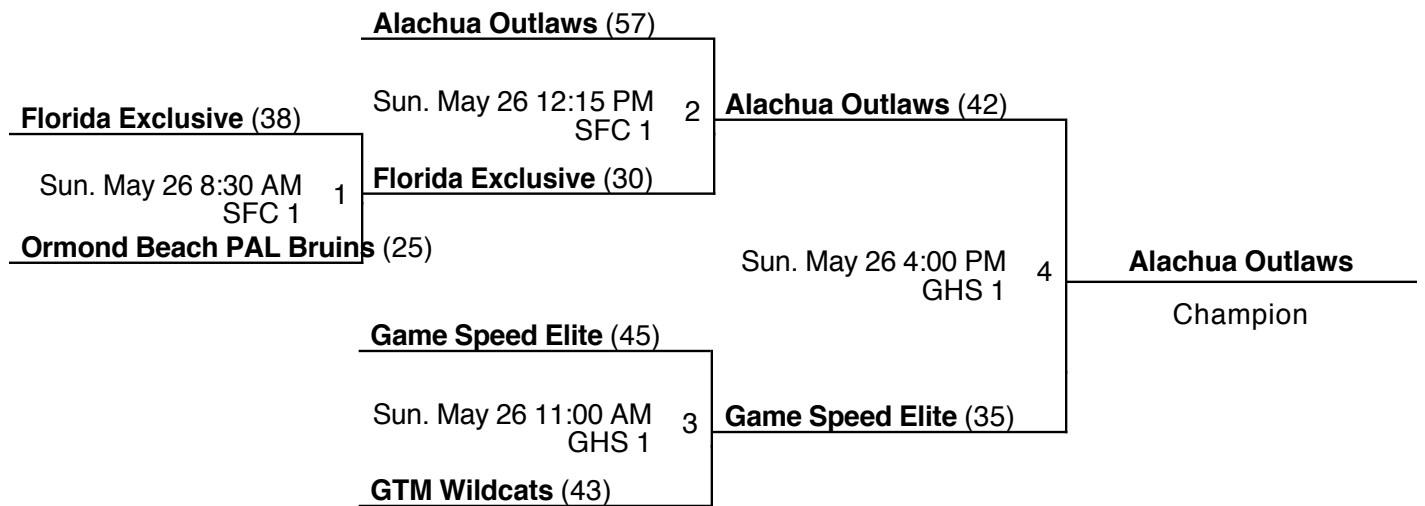 Alachua Outlaws (57)
Sun. May 26 12:15 PM
SFC 1
2
Alachua Outlaws (42)
Florida Exclusive (38)
Sun. May 26 8:30 AM
SFC 1
1
Florida Exclusive (30)
Ormond Beach PAL Bruins (25)
Sun. May 26 4:00 PM
GHS 1
4
Alachua Outlaws
Champion
Game Speed Elite (45)
Sun. May 26 11:00 AM
GHS 1
3
Game Speed Elite (35)
GTM Wildcats (43)